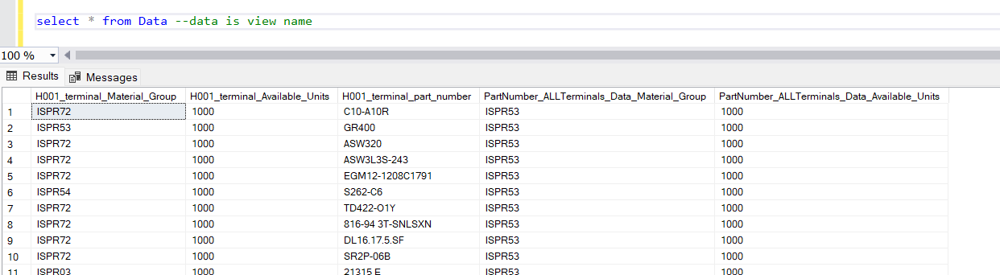 select * from Data --data is view name
100 %
Results Messages
H001_terminal_Material_Group H001_terminal_Available_Units H001_terminal_part_number PartNumber_ALLTerminals_Data_Material_Group PartNumber_ALLTerminals_Data_Available_Units
1 ISPR72 1000 C10-A10R ISPR53 1000
2 ISPR53 1000 GR400 ISPR53 1000
3 ISPR72 1000 ASW320 ISPR53 1000
4 ISPR72 1000 ASW3L3S-243 ISPR53 1000
5 ISPR72 1000 EGM12-1208C1791 ISPR53 1000
6 ISPR54 1000 S262-C6 ISPR53 1000
7 ISPR72 1000 TD422-O1Y ISPR53 1000
8 ISPR72 1000 816-94 3T-SNLSXN ISPR53 1000
9 ISPR72 1000 DL16.17.5.SF ISPR53 1000
10 ISPR72 1000 SR2P-06B ISPR53 1000
11 ISPR03 1000 21315 E ISPR53 1000